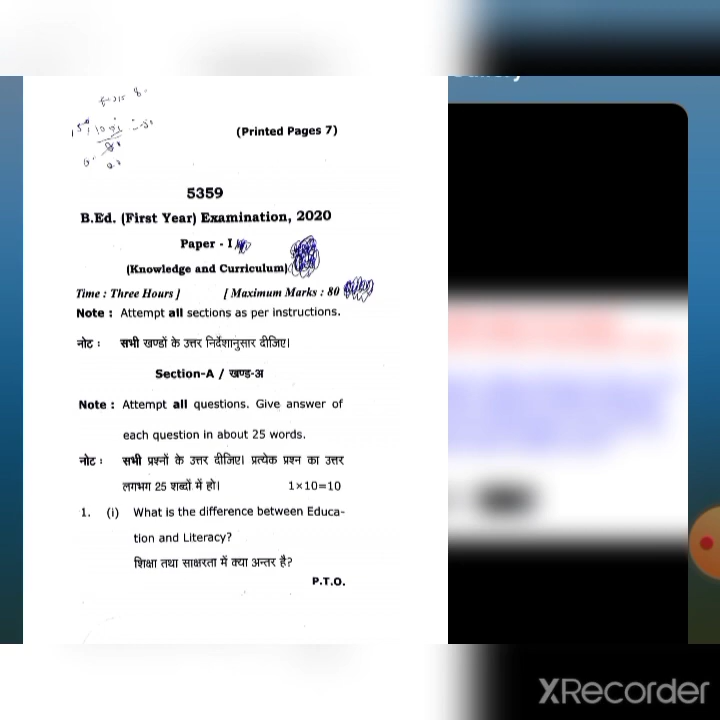 (Printed Pages 7)
5359
B.Ed. (First Year) Examination, 2020
Paper - I
(Knowledge and Curriculum)
Time : Three Hours ] [ Maximum Marks : 80
Note : Attempt all sections as per instructions.
नोट : सभी खण्डों के उत्तर निर्देशानुसार दीजिए।
Section-A / खण्ड-अ
Note : Attempt all questions. Give answer of
each question in about 25 words.
नोट : सभी प्रश्नों के उत्तर दीजिए। प्रत्येक प्रश्न का उत्तर
लगभग 25 शब्दों में हो। 1×10=10
1. (i) What is the difference between Educa-
tion and Literacy?
शिक्षा तथा साक्षरता में क्या अन्तर है?
P.T.O.
XRecorder